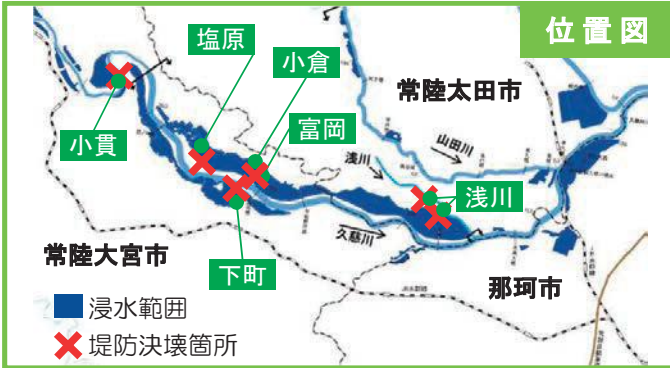 位置図
塩原
小倉
常陸太田市
富岡
山田川
小貫
浅川
浅川
久慈川
常陸大宮市
下町
那珂市
浸水範囲
堤防決壊箇所